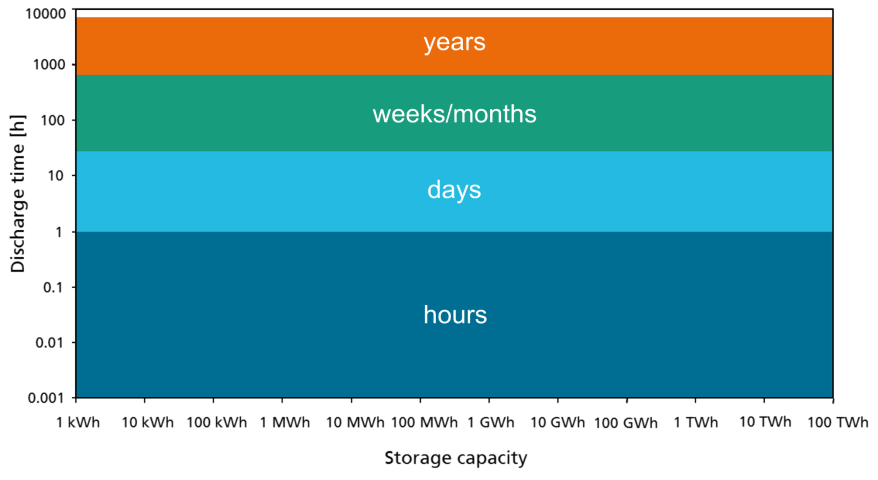 10000
years
1000
weeks/months
100
10
days
1
0.1
hours
0.01
0.001
Discharge time [h]
1 kWh 10 kWh 100 kWh 1 MWh 10 MWh 100 MWh 1 GWh 10 GWh 100 GWh 1 TWh 10 TWh 100 TWh
Storage capacity